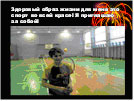 Здоровый образ жизни для меня это
спорт во всей красе! Я приглашаю
за собой!